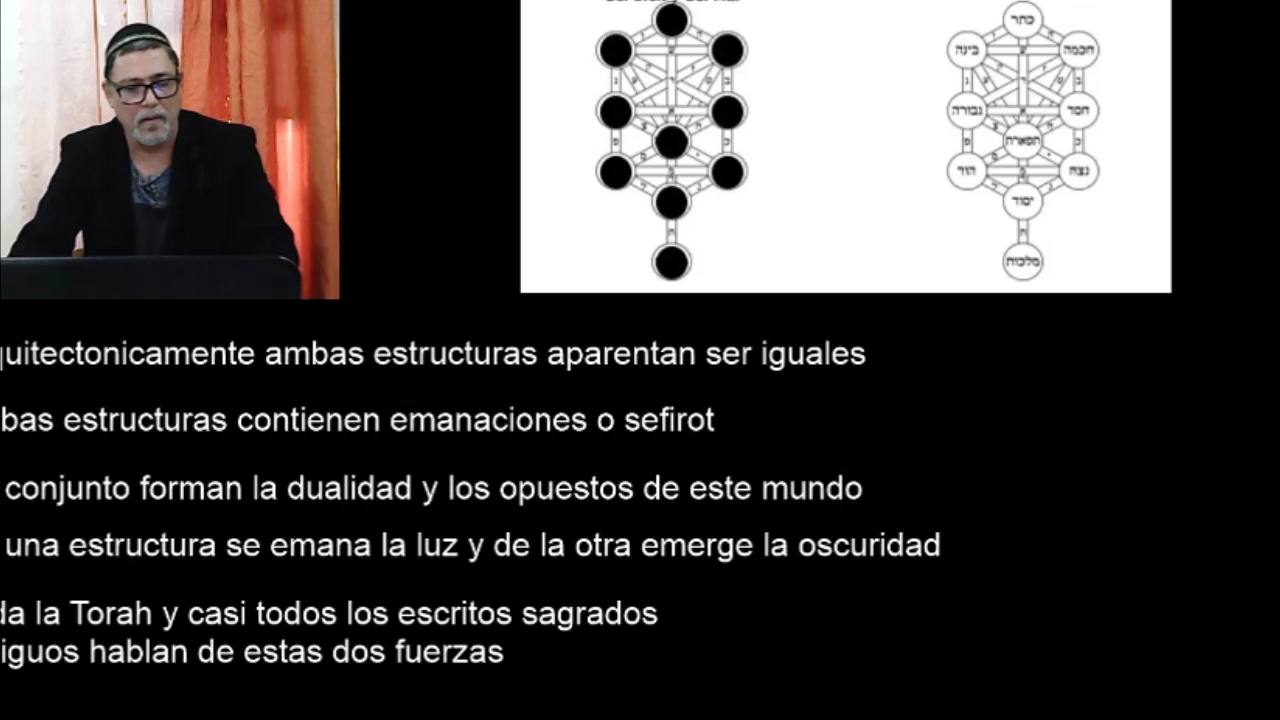 כתר
בינה
חכמה
גבורה
חסד
תפארת
הוד
נצח
יסוד
מלכות
quitectonicamente ambas estructuras aparentan ser iguales
bas estructuras contienen emanaciones o sefirot
conjunto forman la dualidad y los opuestos de este mundo
una estructura se emana la luz y de la otra emerge la oscuridad
da la Torah y casi todos los escritos sagrados
iguos hablan de estas dos fuerzas